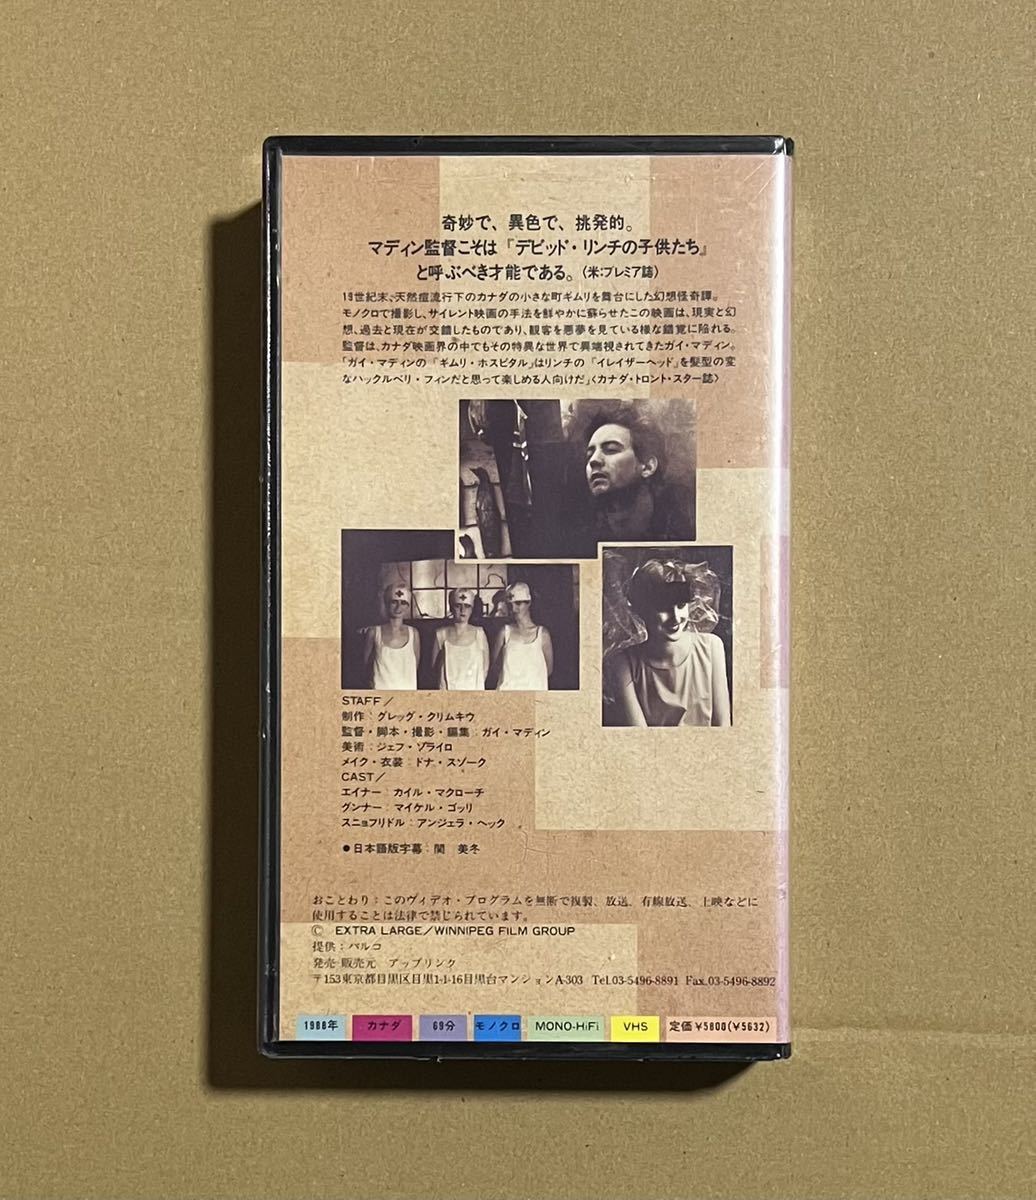 奇妙で、異色で、挑発的。
マディン監督こそは『デビッド・リンチの子供たち』
と呼ぶべき才能である。〈米：プレミア誌〉
19世紀末、天然痘流行下のカナダの小さな町ギムリを舞台にした幻想怪奇譚。
モノクロで撮影し、サイレント映画の手法を鮮やかに蘇らせたこの映画は、現実と幻
想、過去と現在が交錯したものであり、観客を悪夢を見ている様な錯覚に陥れる。
監督は、カナダ映画界の中でもその特異な世界で異端視されてきたガイ・マディン。
「ガイ・マディンの『ギムリ・ホスピタル』はリンチの『イレイザーヘッド』を髪型の変
なハックルベリ・フィンだと思って楽しめる人向けだ」〈カナダ・トロント・スター誌〉
STAFF／
制作：グレッグ・クリムキウ
監督・脚本・撮影・編集：ガイ・マディン
美術：ジェフ・ソライロ
メイク・衣装：ドナ・スゾーク
CAST／
エイナー：カイル・マクローチ
グンナー：マイケル・ゴッリ
スニョフリドル：アンジェラ・ヘック
●日本語版字幕：関　美冬
おことわり：このヴィデオ・プログラムを無断で複製、放送、有線放送、上映などに
使用することは法律で禁じられています。
© EXTRA LARGE/WINNIPEG FILM GROUP
提供：パルコ
発売・販売元　アップリンク
〒153東京都目黒区目黒1-1-16目黒台マンションA-303　Tel.03-5496-8891　Fax.03-5496-8892
1988年　カナダ　69分　モノクロ　MONO-HiFi　VHS　定価￥5800(￥5632)